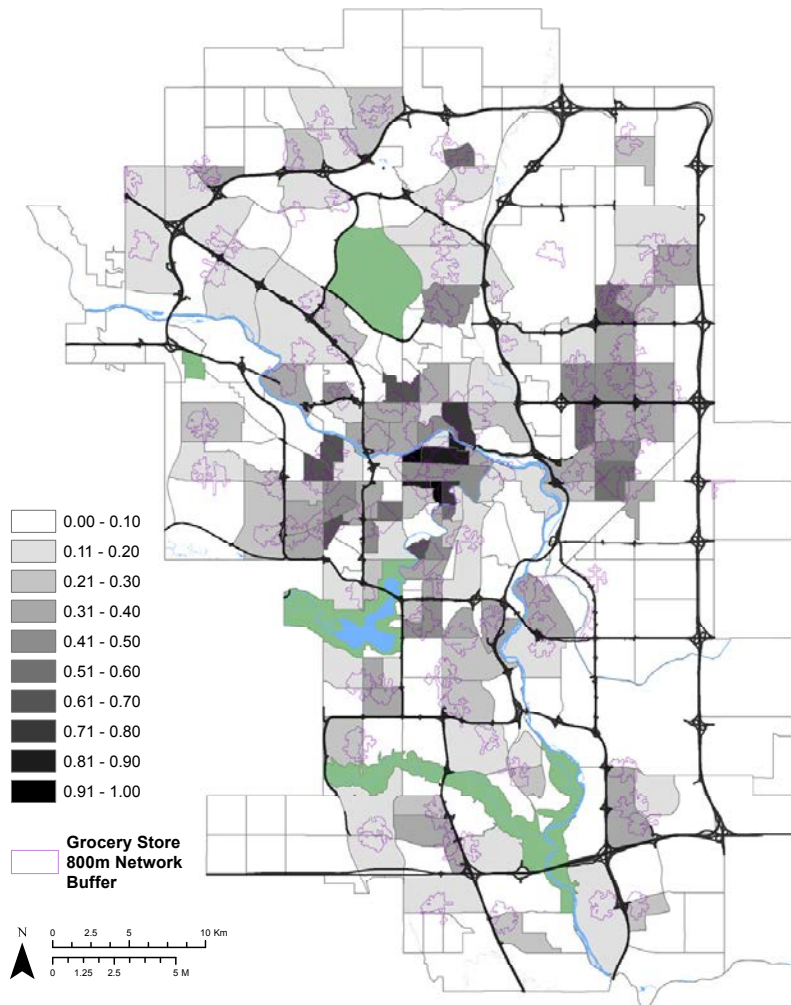 0.00 - 0.10
0.11 - 0.20
0.21 - 0.30
0.31 - 0.40
0.41 - 0.50
0.51 - 0.60
0.61 - 0.70
0.71 - 0.80
0.81 - 0.90
0.91 - 1.00
Grocery Store
800m Network
Buffer
N
0 2.5 5 10 Km
0 1.25 2.5 5 M